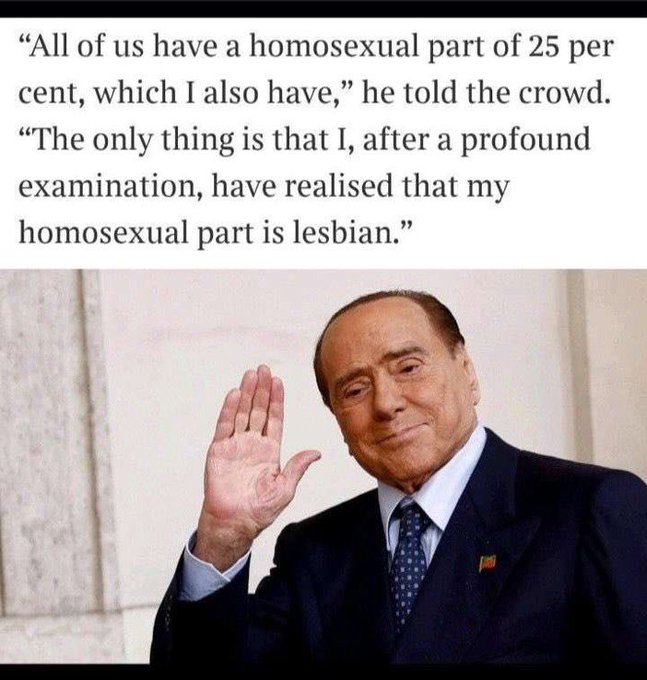 “All of us have a homosexual part of 25 per
cent, which I also have,” he told the crowd.
“The only thing is that I, after a profound
examination, have realised that my
homosexual part is lesbian.”